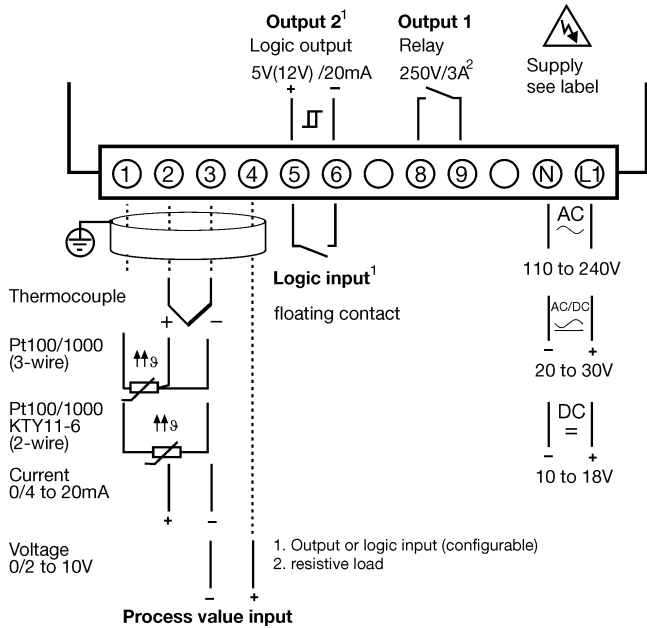 Output 2¹
Logic output
5V(12V) /20mA
+ −
Output 1
Relay
250V/3A²
Supply
see label
1 2 3 4 5 6 8 9 N L1
Thermocouple
+ −
Pt100/1000
(3-wire)
ϑ
Pt100/1000
KTY11-6
(2-wire)
ϑ
Current
0/4 to 20mA
+ −
Voltage
0/2 to 10V
− +
Process value input
Logic input¹
floating contact
1. Output or logic input (configurable)
2. resistive load
AC
110 to 240V
AC/DC
− +
20 to 30V
DC
=
− +
10 to 18V